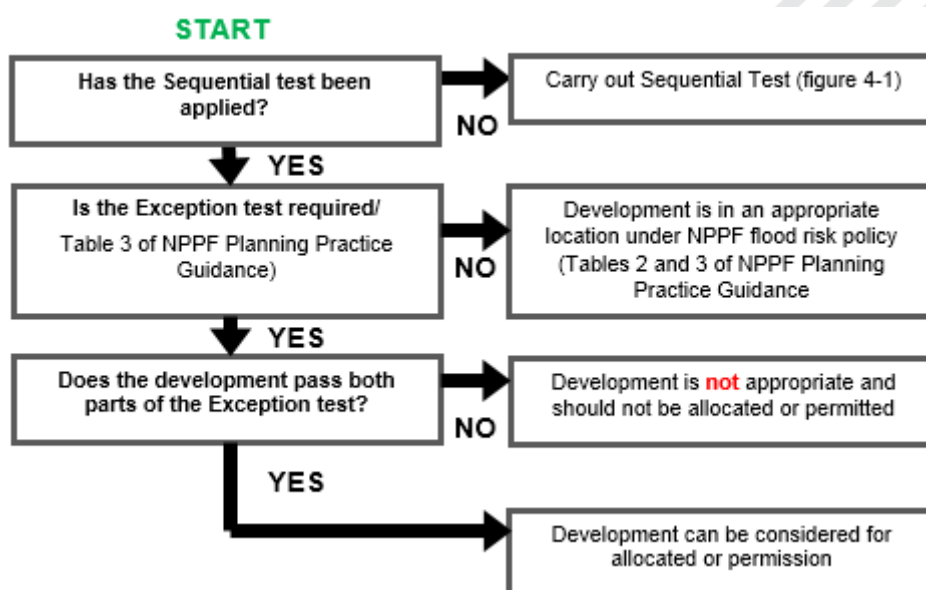 START
Has the Sequential test been
applied?
Carry out Sequential Test (figure 4-1)
NO
YES
Is the Exception test required/
Table 3 of NPPF Planning Practice
Guidance)
Development is in an appropriate
location under NPPF flood risk policy
(Tables 2 and 3 of NPPF Planning
Practice Guidance
NO
YES
Does the development pass both
parts of the Exception test?
Development is not appropriate and
should not be allocated or permitted
NO
YES
Development can be considered for
allocated or permission